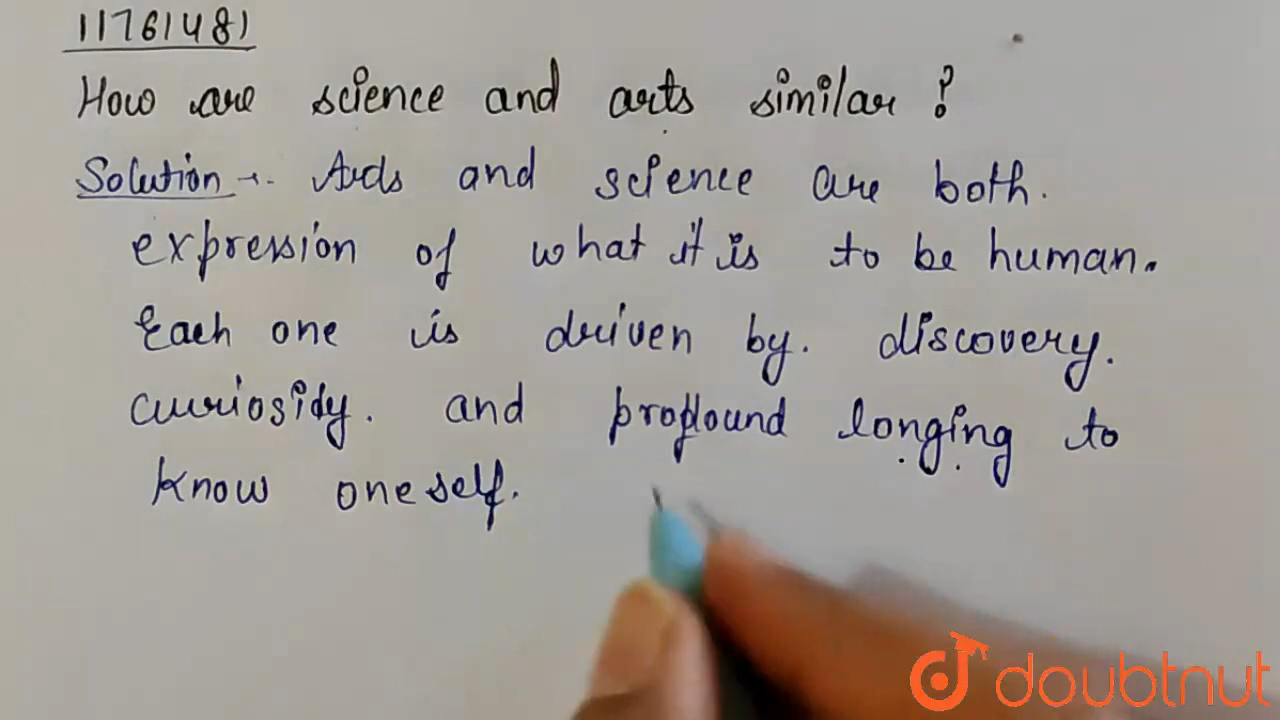 11761481
How are science and arts similar ?
Solution :- Arts and science are both.
expression of what it is to be human.
Each one is driven by. discovery.
curiosidy. and profound longing to
know oneself.
doubtnut